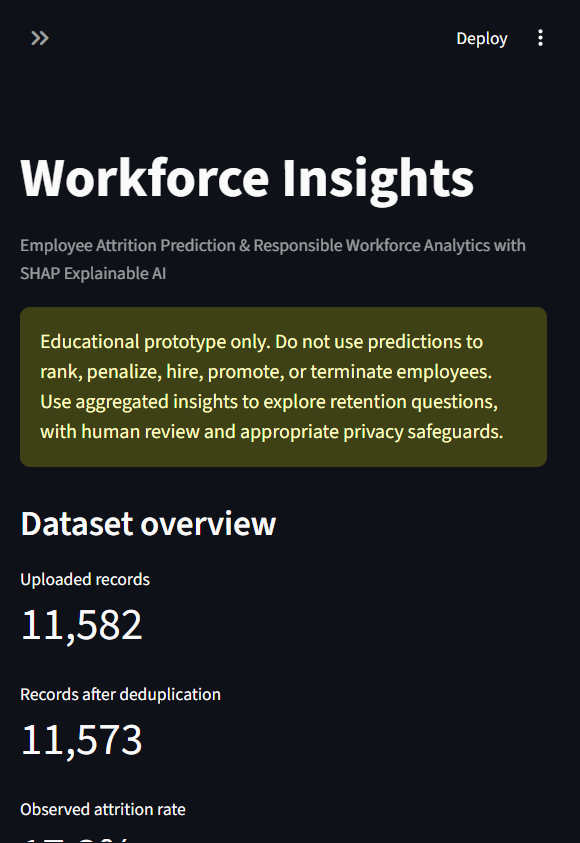 Deploy
Workforce Insights
Employee Attrition Prediction & Responsible Workforce Analytics with
SHAP Explainable AI
Educational prototype only. Do not use predictions to
rank, penalize, hire, promote, or terminate employees.
Use aggregated insights to explore retention questions,
with human review and appropriate privacy safeguards.
Dataset overview
Uploaded records
11,582
Records after deduplication
11,573
Observed attrition rate